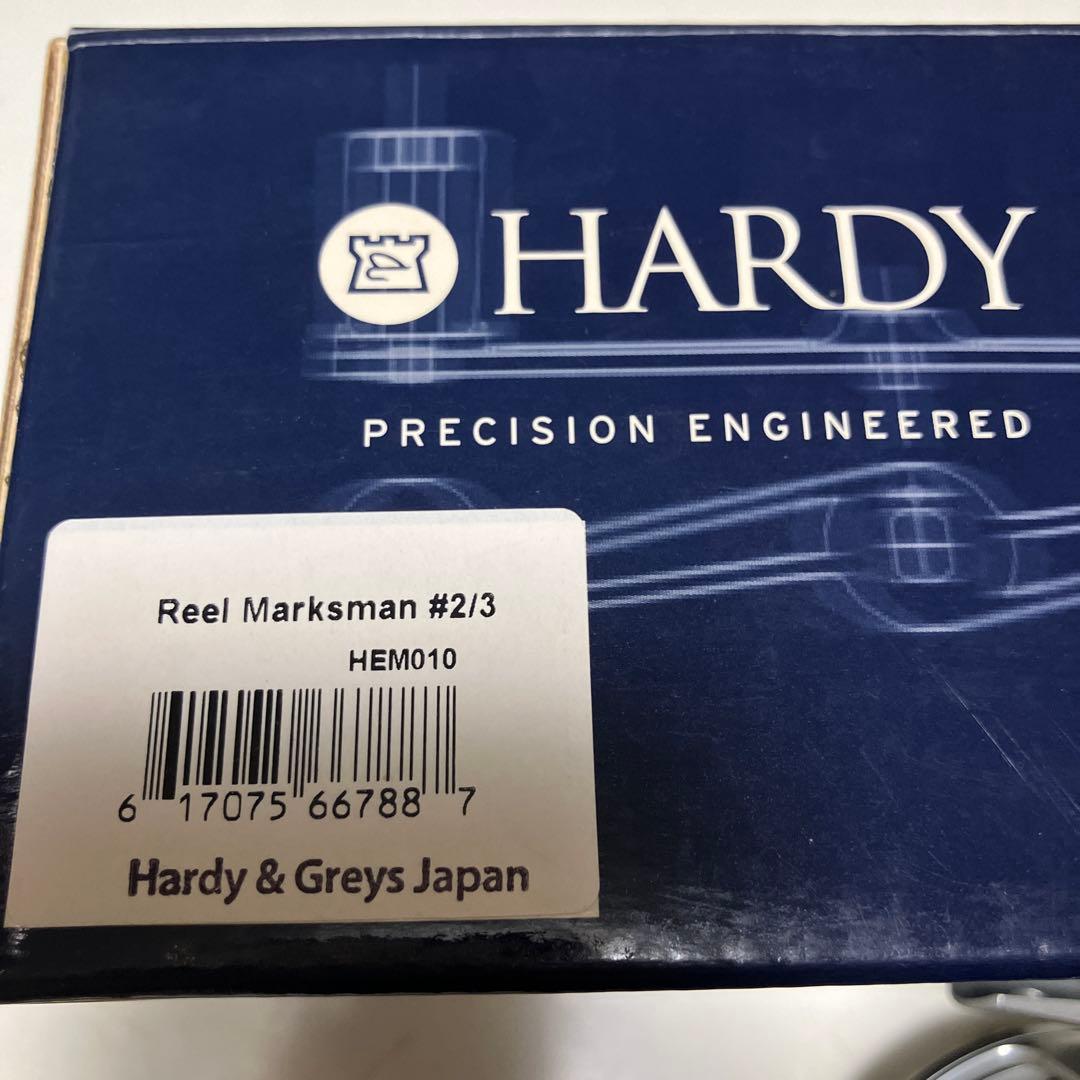 HARDY
PRECISION ENGINEERED
Reel Marksman #2/3
HEM010
6 17075 66788 7
Hardy & Greys Japan